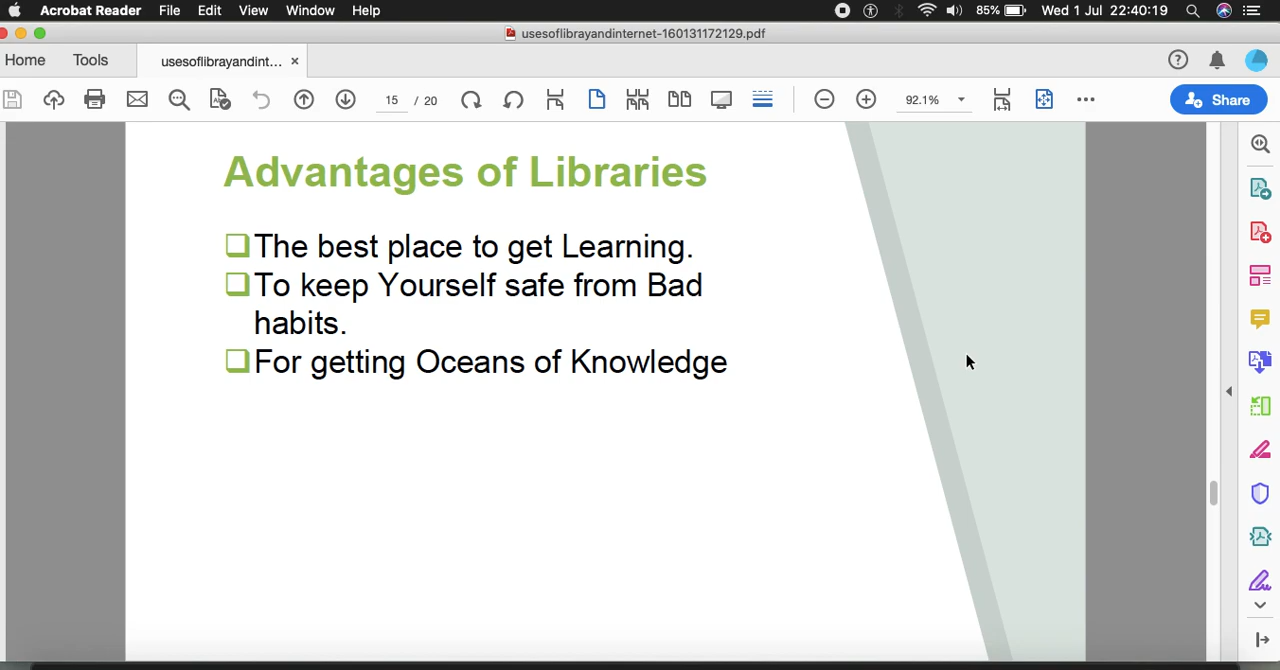 Acrobat Reader File Edit View Window Help 85% Wed 1 Jul 22:40:19
usesoflibrayandinternet-160131172129.pdf
Home Tools usesoflibrayandint... ×
15 / 20 92.1% Share
Advantages of Libraries
The best place to get Learning.
To keep Yourself safe from Bad
habits.
For getting Oceans of Knowledge